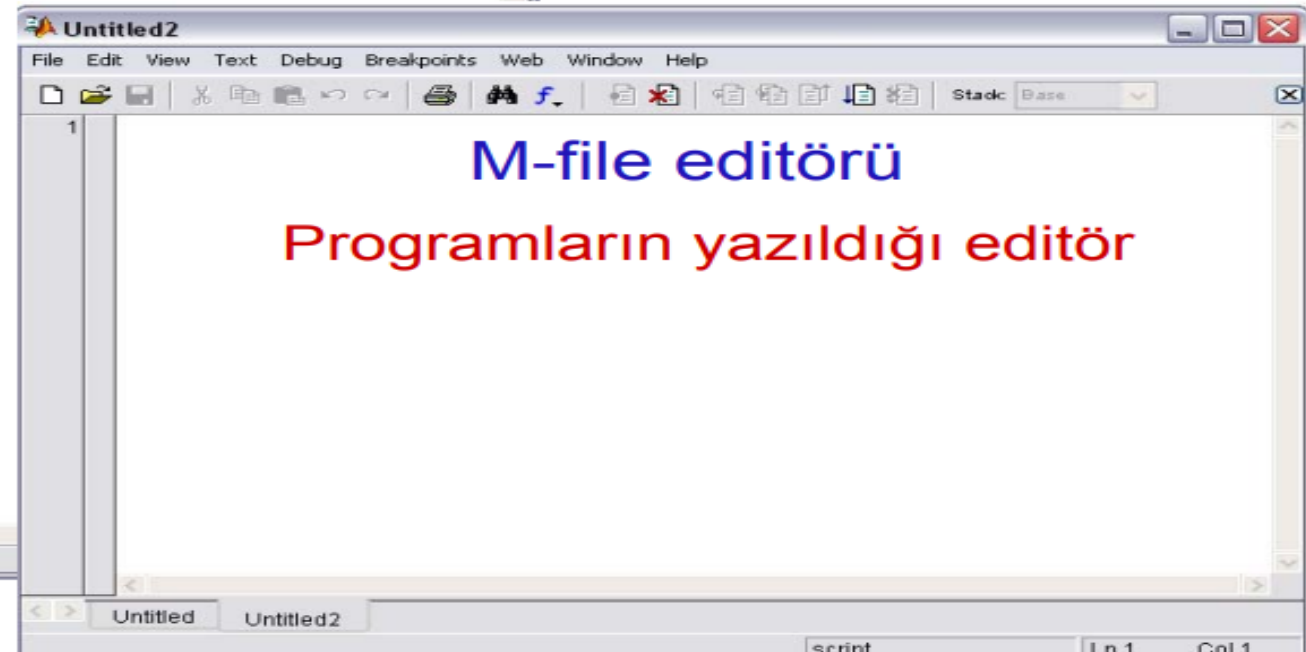 Untitled2
File Edit View Text Debug Breakpoints Web Window Help
Stack: Base
1
M-file editörü
Programların yazıldığı editör
Untitled Untitled2
script Ln 1 Col 1